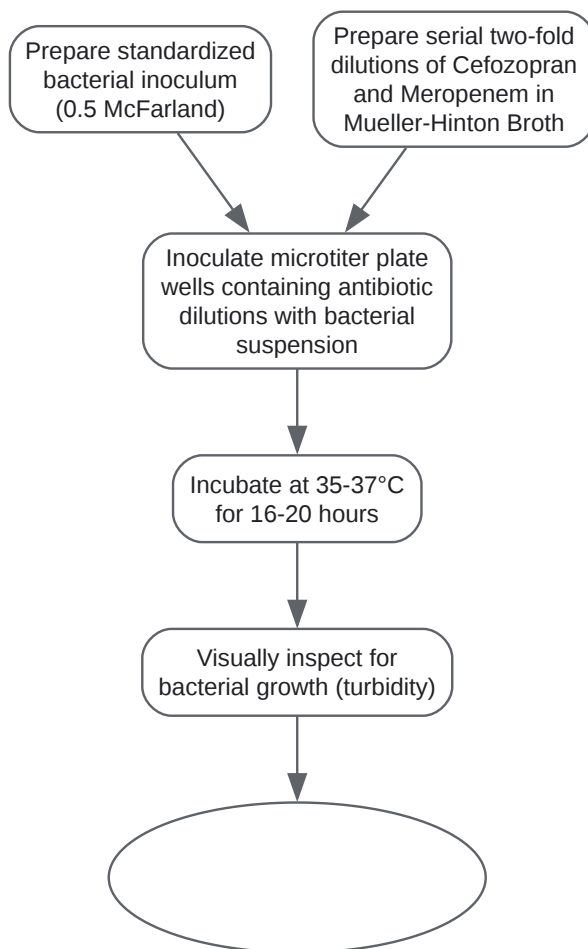 Prepare standardized
bacterial inoculum
(0.5 McFarland)
Prepare serial two-fold
dilutions of Cefozopran
and Meropenem in
Mueller-Hinton Broth
Inoculate microtiter plate
wells containing antibiotic
dilutions with bacterial
suspension
Incubate at 35-37°C
for 16-20 hours
Visually inspect for
bacterial growth (turbidity)